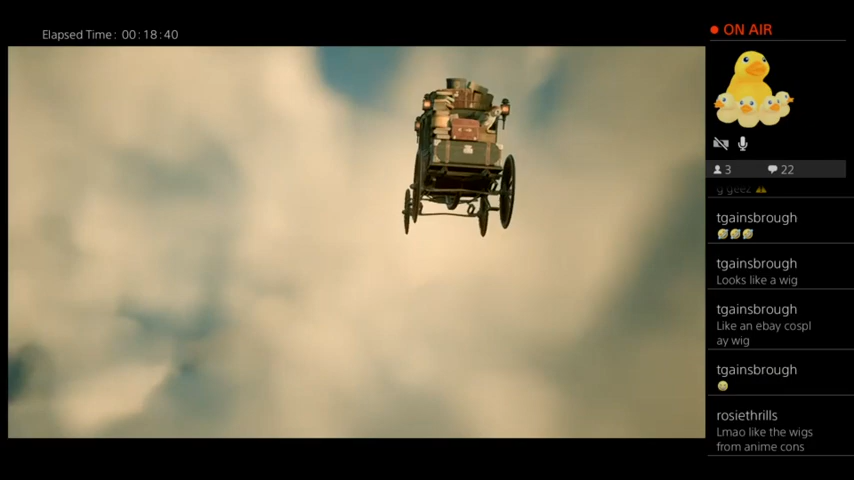 Elapsed Time: 00:18:40
ON AIR
3
22
g geez
tgainsbrough
tgainsbrough
Looks like a wig
tgainsbrough
Like an ebay cospl
ay wig
tgainsbrough
rosiethrills
Lmao like the wigs
from anime cons